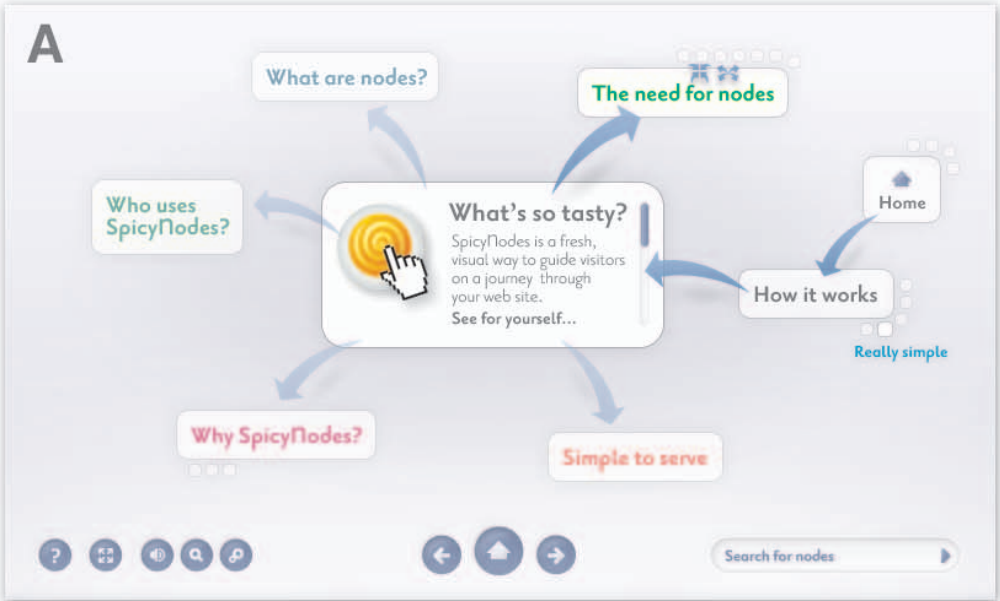 A
What are nodes?
The need for nodes
Who uses
SpicyNodes?
What's so tasty?
SpicyNodes is a fresh,
visual way to guide visitors
on a journey through
your web site.
See for yourself...
Home
How it works
Really simple
Why SpicyNodes?
Simple to serve
?
Search for nodes